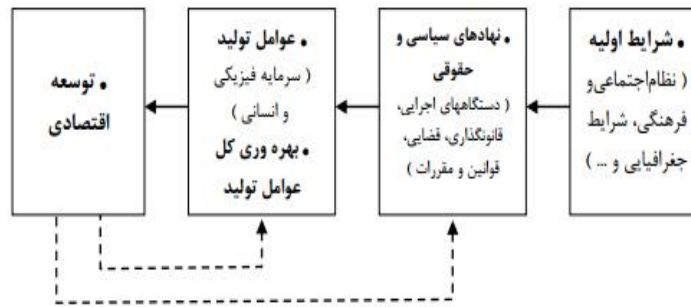 • شرایط اولیه
( نظام‌اجتماعی‌و
فرهنگی، شرایط
جغرافیایی و ... )
• نهادهای سیاسی و
حقوقی
( دستگاههای اجرایی،
قانونگذاری، قضایی،
قوانین و مقررات )
• عوامل تولید
( سرمایه فیزیکی
و انسانی )
• بهره وری کل
عوامل تولید
• توسعه
اقتصادی